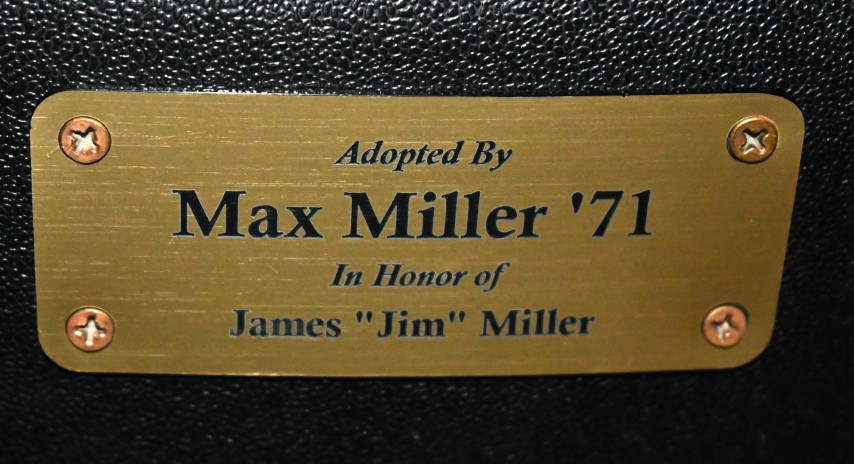 Adopted By
Max Miller '71
In Honor of
James "Jim" Miller